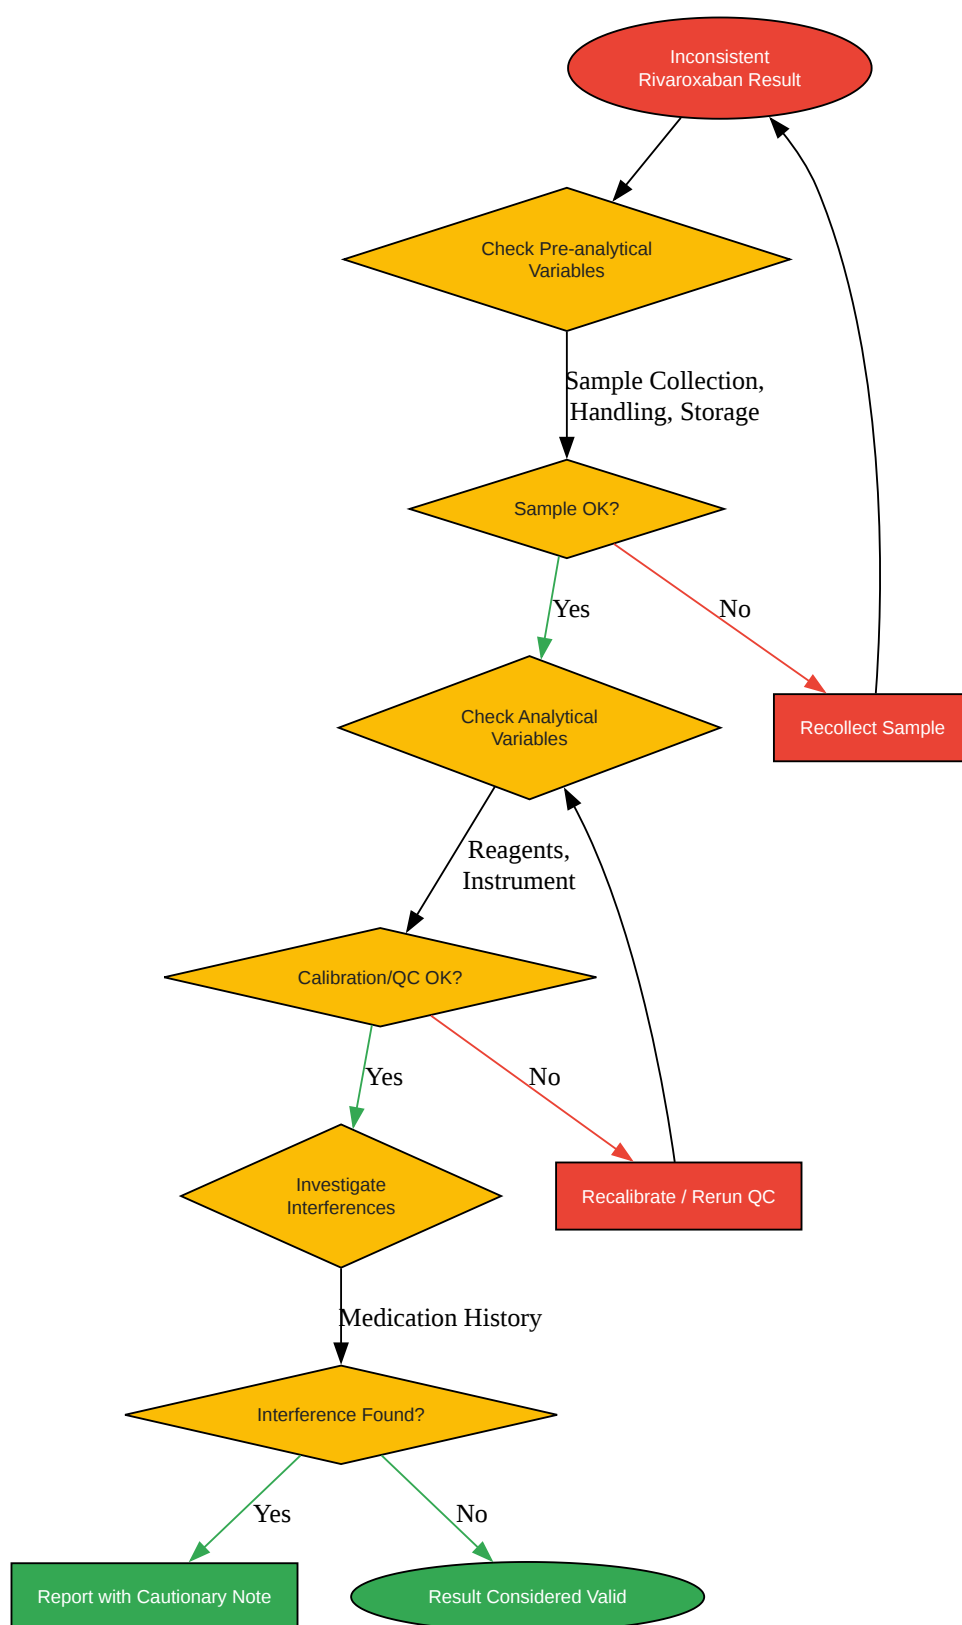 Inconsistent
Rivaroxaban Result
Check Pre-analytical
Variables
Sample Collection,
Handling, Storage
Sample OK?
Yes
No
Check Analytical
Variables
Recollect Sample
Reagents,
Instrument
Calibration/QC OK?
Yes
No
Investigate
Interferences
Recalibrate / Rerun QC
Medication History
Interference Found?
Yes
No
Report with Cautionary Note
Result Considered Valid